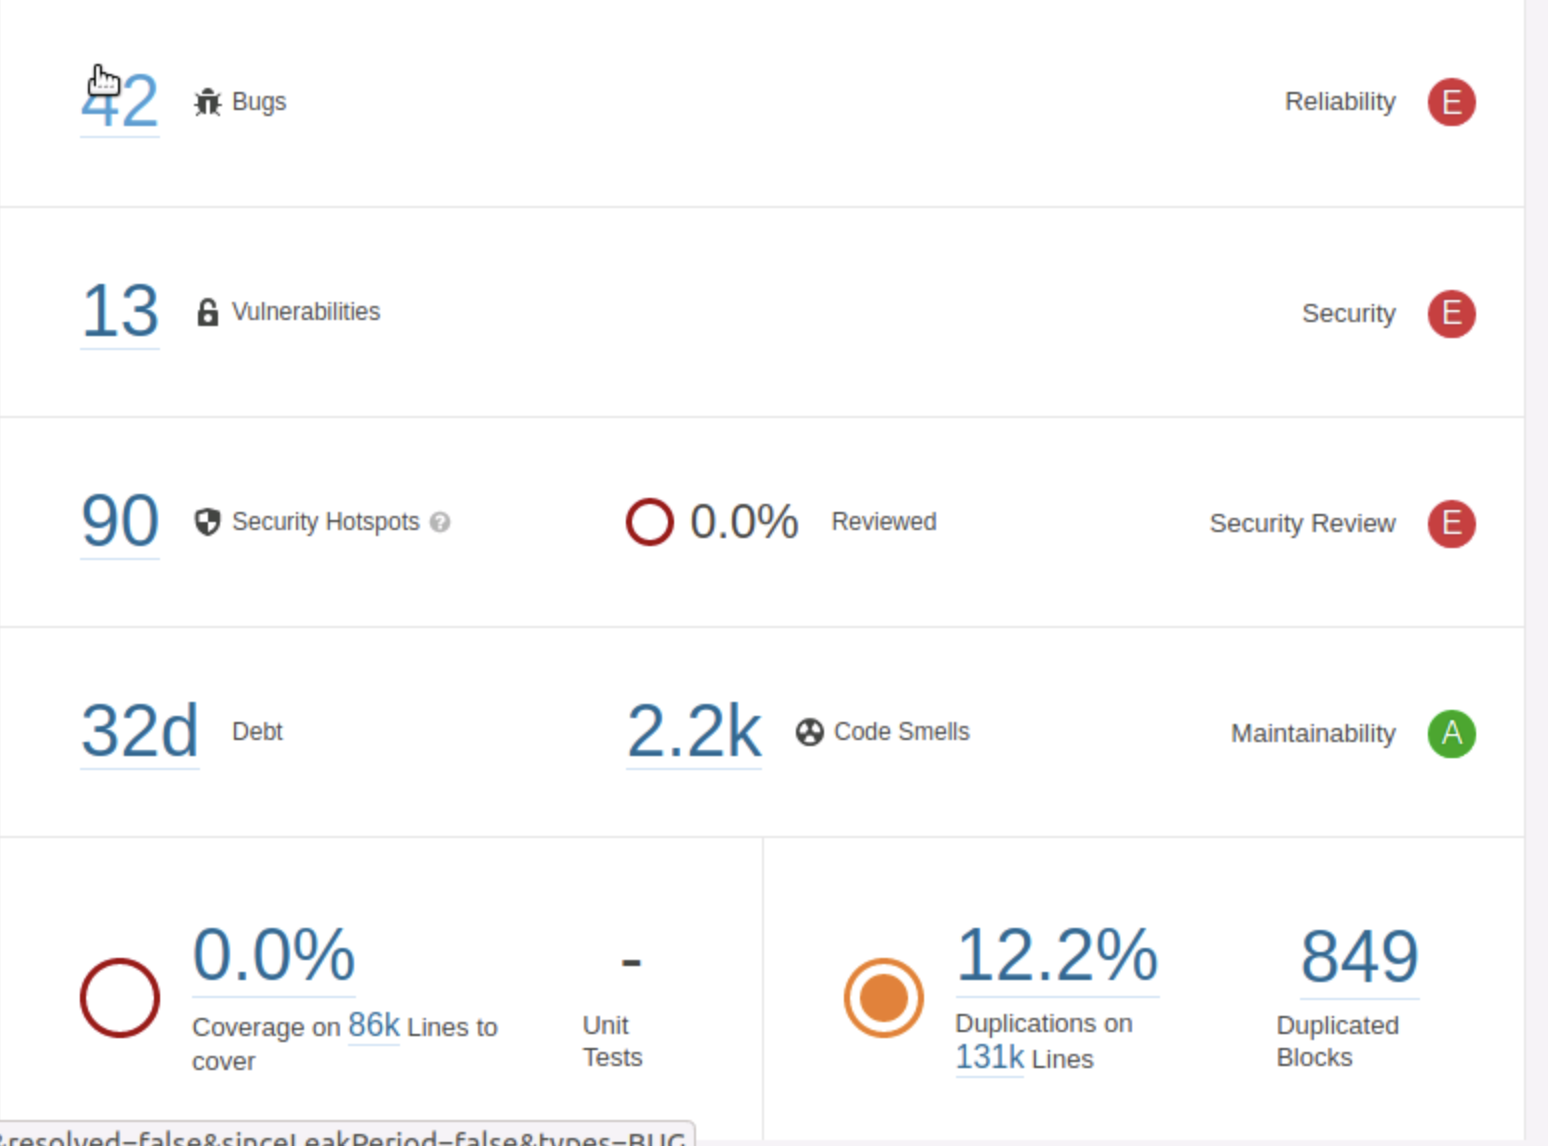 42 Bugs Reliability E
13 Vulnerabilities Security E
90 Security Hotspots ? 0.0% Reviewed Security Review E
32d Debt 2.2k Code Smells Maintainability A
0.0% - 12.2% 849
Coverage on 86k Lines to cover
Unit Tests
Duplications on 131k Lines
Duplicated Blocks
&resolved=false&sinceLeakPeriod=false&types=BUG